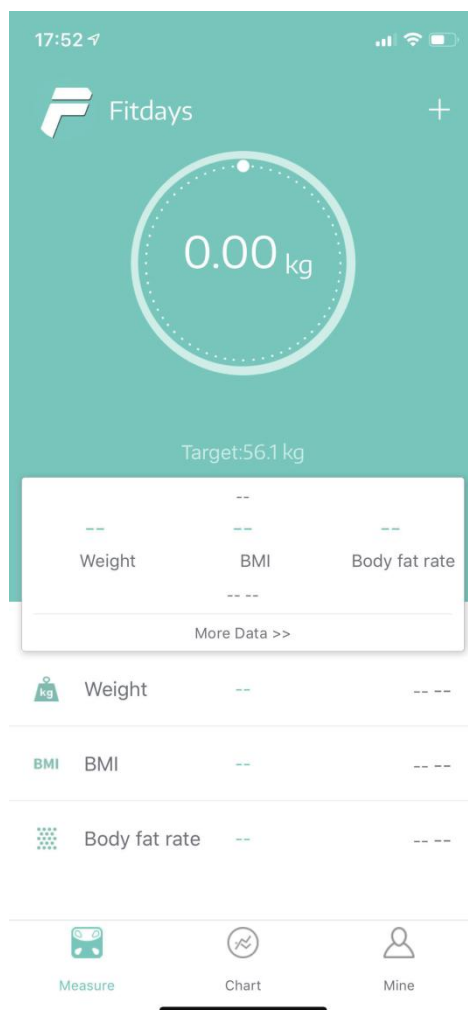 17:52
Fitdays
0.00 kg
Target:56.1 kg
--
-- -- --
Weight BMI Body fat rate
-- --
More Data >>
kg Weight -- -- --
BMI BMI -- -- --
Body fat rate -- -- --
Measure Chart Mine